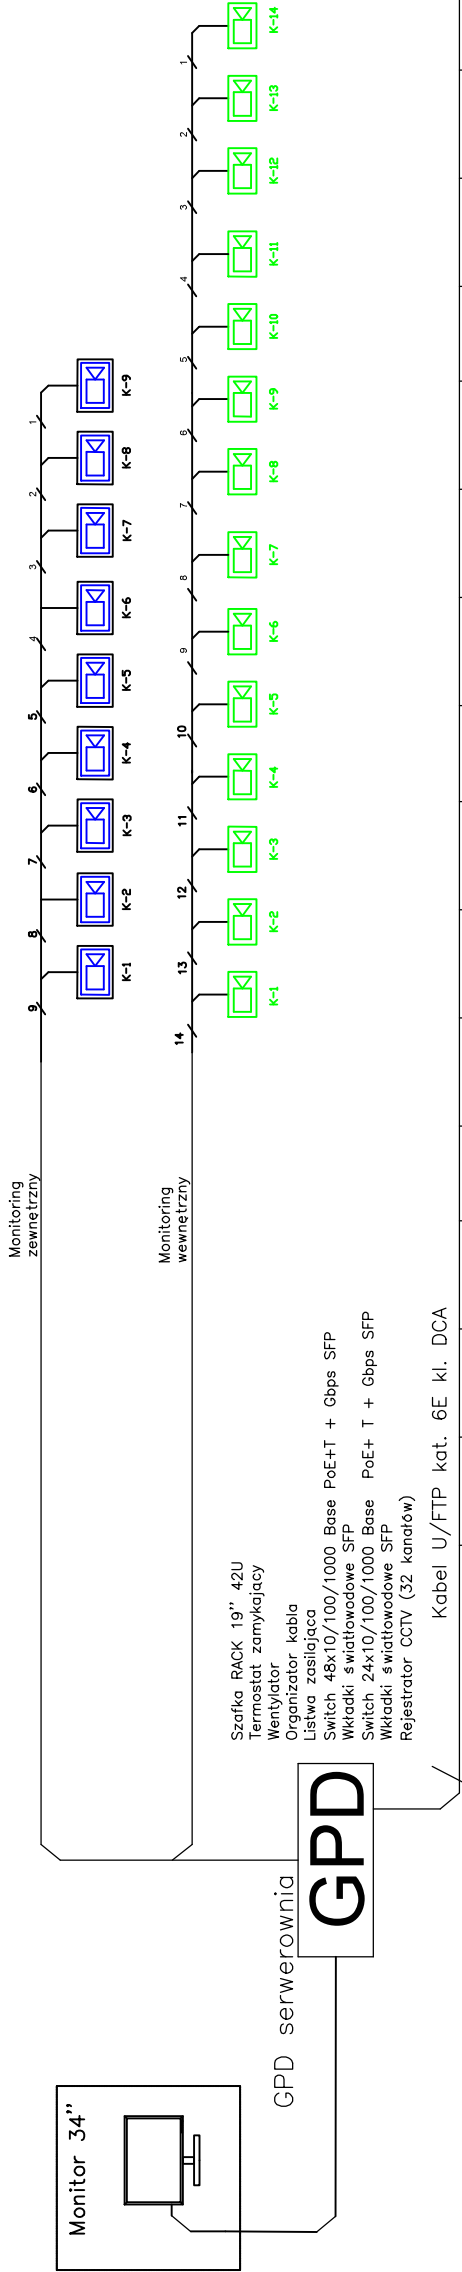 Monitor 34”
GPD serwerownia
GPD
Szafka RACK 19” 42U
Termostat zamykający
Wentylator
Organizator kabla
Listwa zasilająca
Switch 48x10/100/1000 Base PoE+T + Gbps SFP
Wkładki światłowodowe SFP
Switch 24x10/100/1000 Base PoE+ T + Gbps SFP
Wkładki światłowodowe SFP
Rejestrator CCTV (32 kanałów)
Kabel U/FTP kat. 6E kl. DCA
Monitoring
zewnętrzny
9 8 7 6 5 4 3 2 1
K-1 K-2 K-3 K-4 K-5 K-6 K-7 K-8 K-9
Monitoring
wewnętrzny
14 13 12 11 10 9 8 7 6 5 4 3 2 1
K-1 K-2 K-3 K-4 K-5 K-6 K-7 K-8 K-9 K-10 K-11 K-12 K-13 K-14